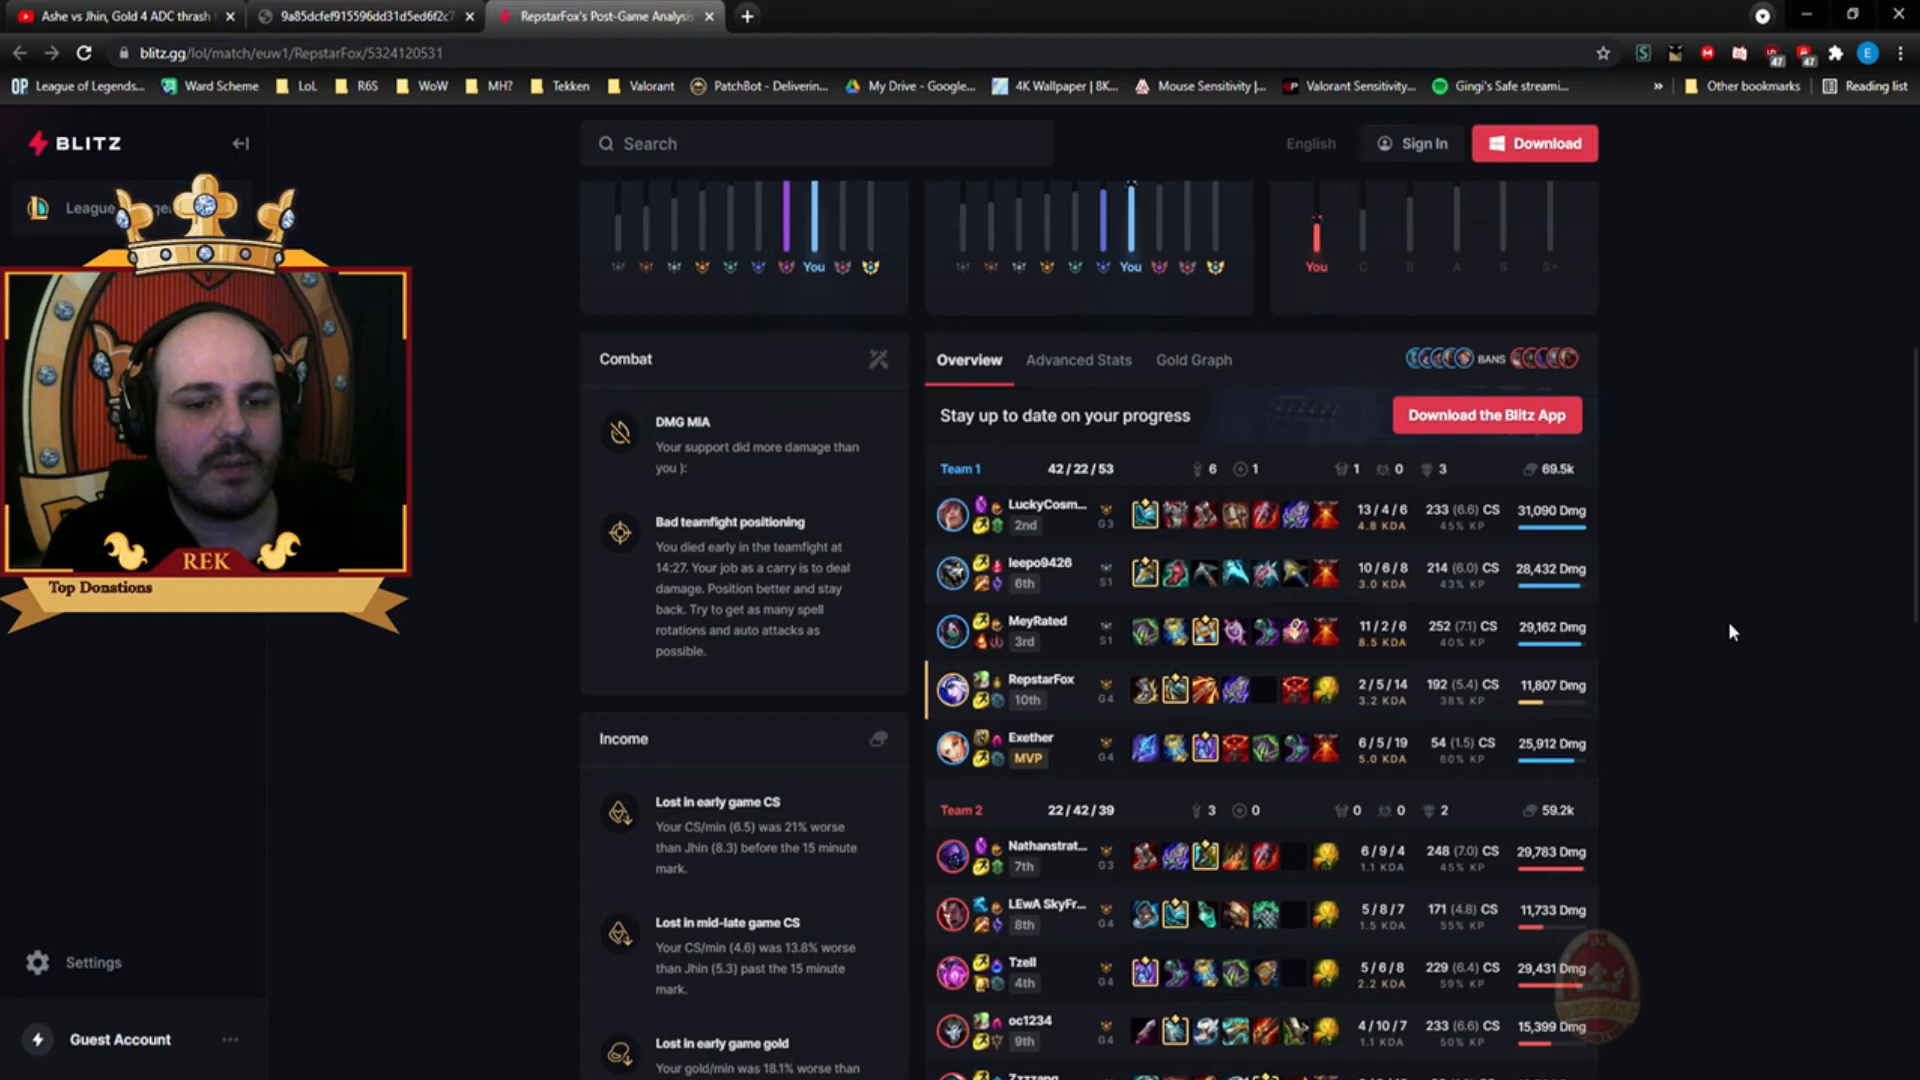 Ashe vs Jhin, Gold 4 ADC thrash
9a85dcfef915596dd31d5ed6f2c7
RepstarFox's Post-Game Analysis
blitz.gg/lol/match/euw1/RepstarFox/5324120531
47
47
E
OP League of Legends...
Ward Scheme
LoL
R6S
WoW
MH?
Tekken
Valorant
PatchBot - Deliverin...
My Drive - Google...
4K Wallpaper | 8K...
Mouse Sensitivity |...
Valorant Sensitivity...
Gingi's Safe streami...
»
Other bookmarks
Reading list
BLITZ
Search
English
Sign In
Download
League
You
You
You C B A S S+
Combat
DMG MIA
Your support did more damage than
you ):
Bad teamfight positioning
You died early in the teamfight at
14:27. Your job as a carry is to deal
damage. Position better and stay
back. Try to get as many spell
rotations and auto attacks as
possible.
Income
Lost in early game CS
Your CS/min (6.5) was 21% worse
than Jhin (8.3) before the 15 minute
mark.
Lost in mid-late game CS
Your CS/min (4.6) was 13.8% worse
than Jhin (5.3) past the 15 minute
mark.
Lost in early game gold
Your gold/min was 18.1% worse than
Overview Advanced Stats Gold Graph BANS
Stay up to date on your progress
Download the Blitz App
Team 1 42 / 22 / 53 6 1 1 0 3 69.5k
LuckyCosm... 13 / 4 / 6 233 (6.6) CS 31,090 Dmg
2nd G3 4.8 KDA 45% KP
leepo9426 10 / 6 / 8 214 (6.0) CS 28,432 Dmg
6th S1 3.0 KDA 43% KP
MeyRated 11 / 2 / 6 252 (7.1) CS 29,162 Dmg
3rd S1 8.5 KDA 40% KP
RepstarFox 2 / 5 / 14 192 (5.4) CS 11,807 Dmg
10th G4 3.2 KDA 38% KP
Exether 6 / 5 / 19 54 (1.5) CS 25,912 Dmg
MVP G4 5.0 KDA 60% KP
Team 2 22 / 42 / 39 3 0 0 0 2 59.2k
Nathanstrat... 6 / 9 / 4 248 (7.0) CS 29,783 Dmg
7th G3 1.1 KDA 45% KP
LEwA SkyFr... 5 / 8 / 7 171 (4.8) CS 11,733 Dmg
8th G4 1.5 KDA 55% KP
Tzell 5 / 6 / 8 229 (6.4) CS 29,431 Dmg
4th G4 2.2 KDA 59% KP
oc1234 4 / 10 / 7 233 (6.6) CS 15,399 Dmg
9th G4 1.1 KDA 50% KP
REK
Top Donations
Settings
Guest Account